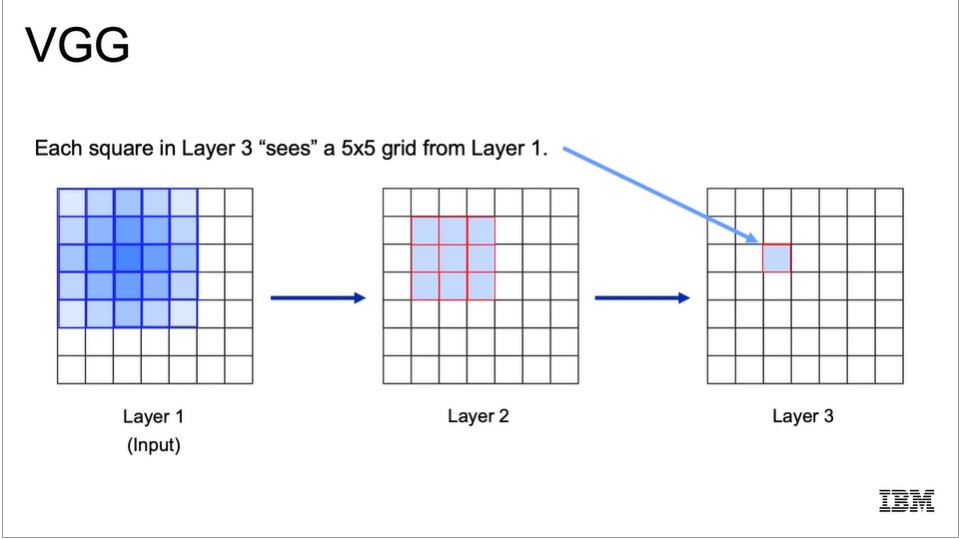 VGG
Each square in Layer 3 “sees” a 5x5 grid from Layer 1.
Layer 1
(Input)
Layer 2
Layer 3
IBM